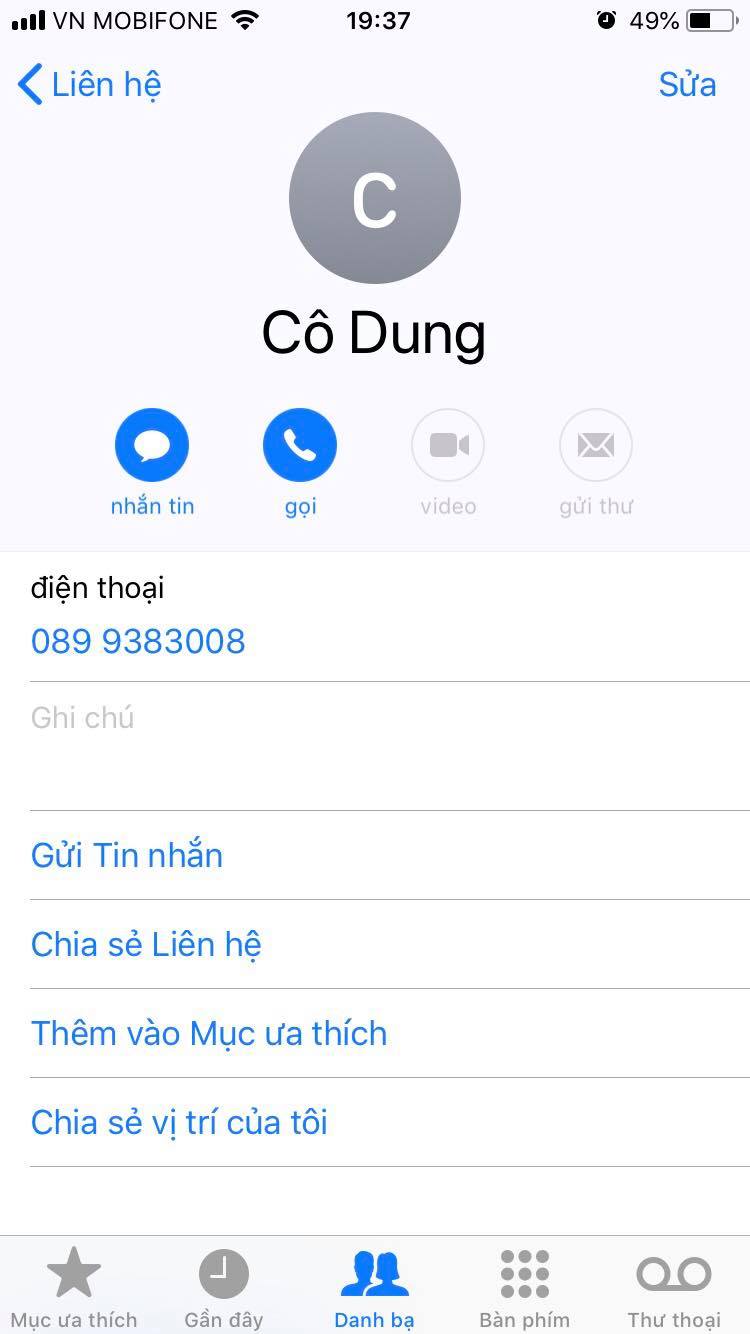 VN MOBIFONE 19:37 49%
Liên hệ Sửa
C
Cô Dung
nhắn tin gọi video gửi thư
điện thoại
089 9383008
Ghi chú
Gửi Tin nhắn
Chia sẻ Liên hệ
Thêm vào Mục ưa thích
Chia sẻ vị trí của tôi
Mục ưa thích Gần đây Danh bạ Bàn phím Thư thoại